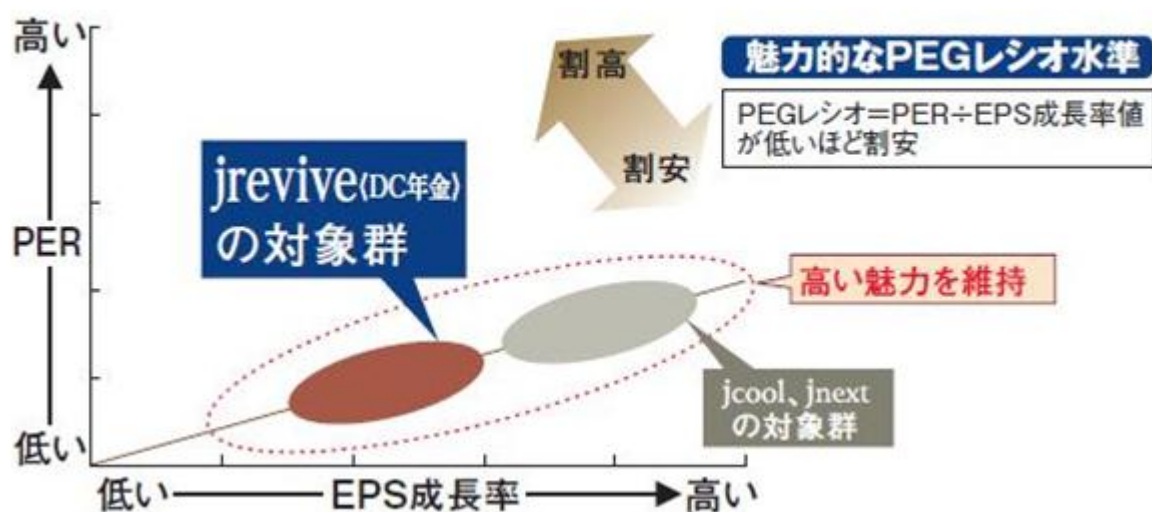 高い
PER
低い
低い
EPS成長率
高い
割高
割安
魅力的なPEGレシオ水準
PEGレシオ=PER÷EPS成長率値
が低いほど割安
jrevive(DC年金)
の対象群
高い魅力を維持
jcool、jnext
の対象群